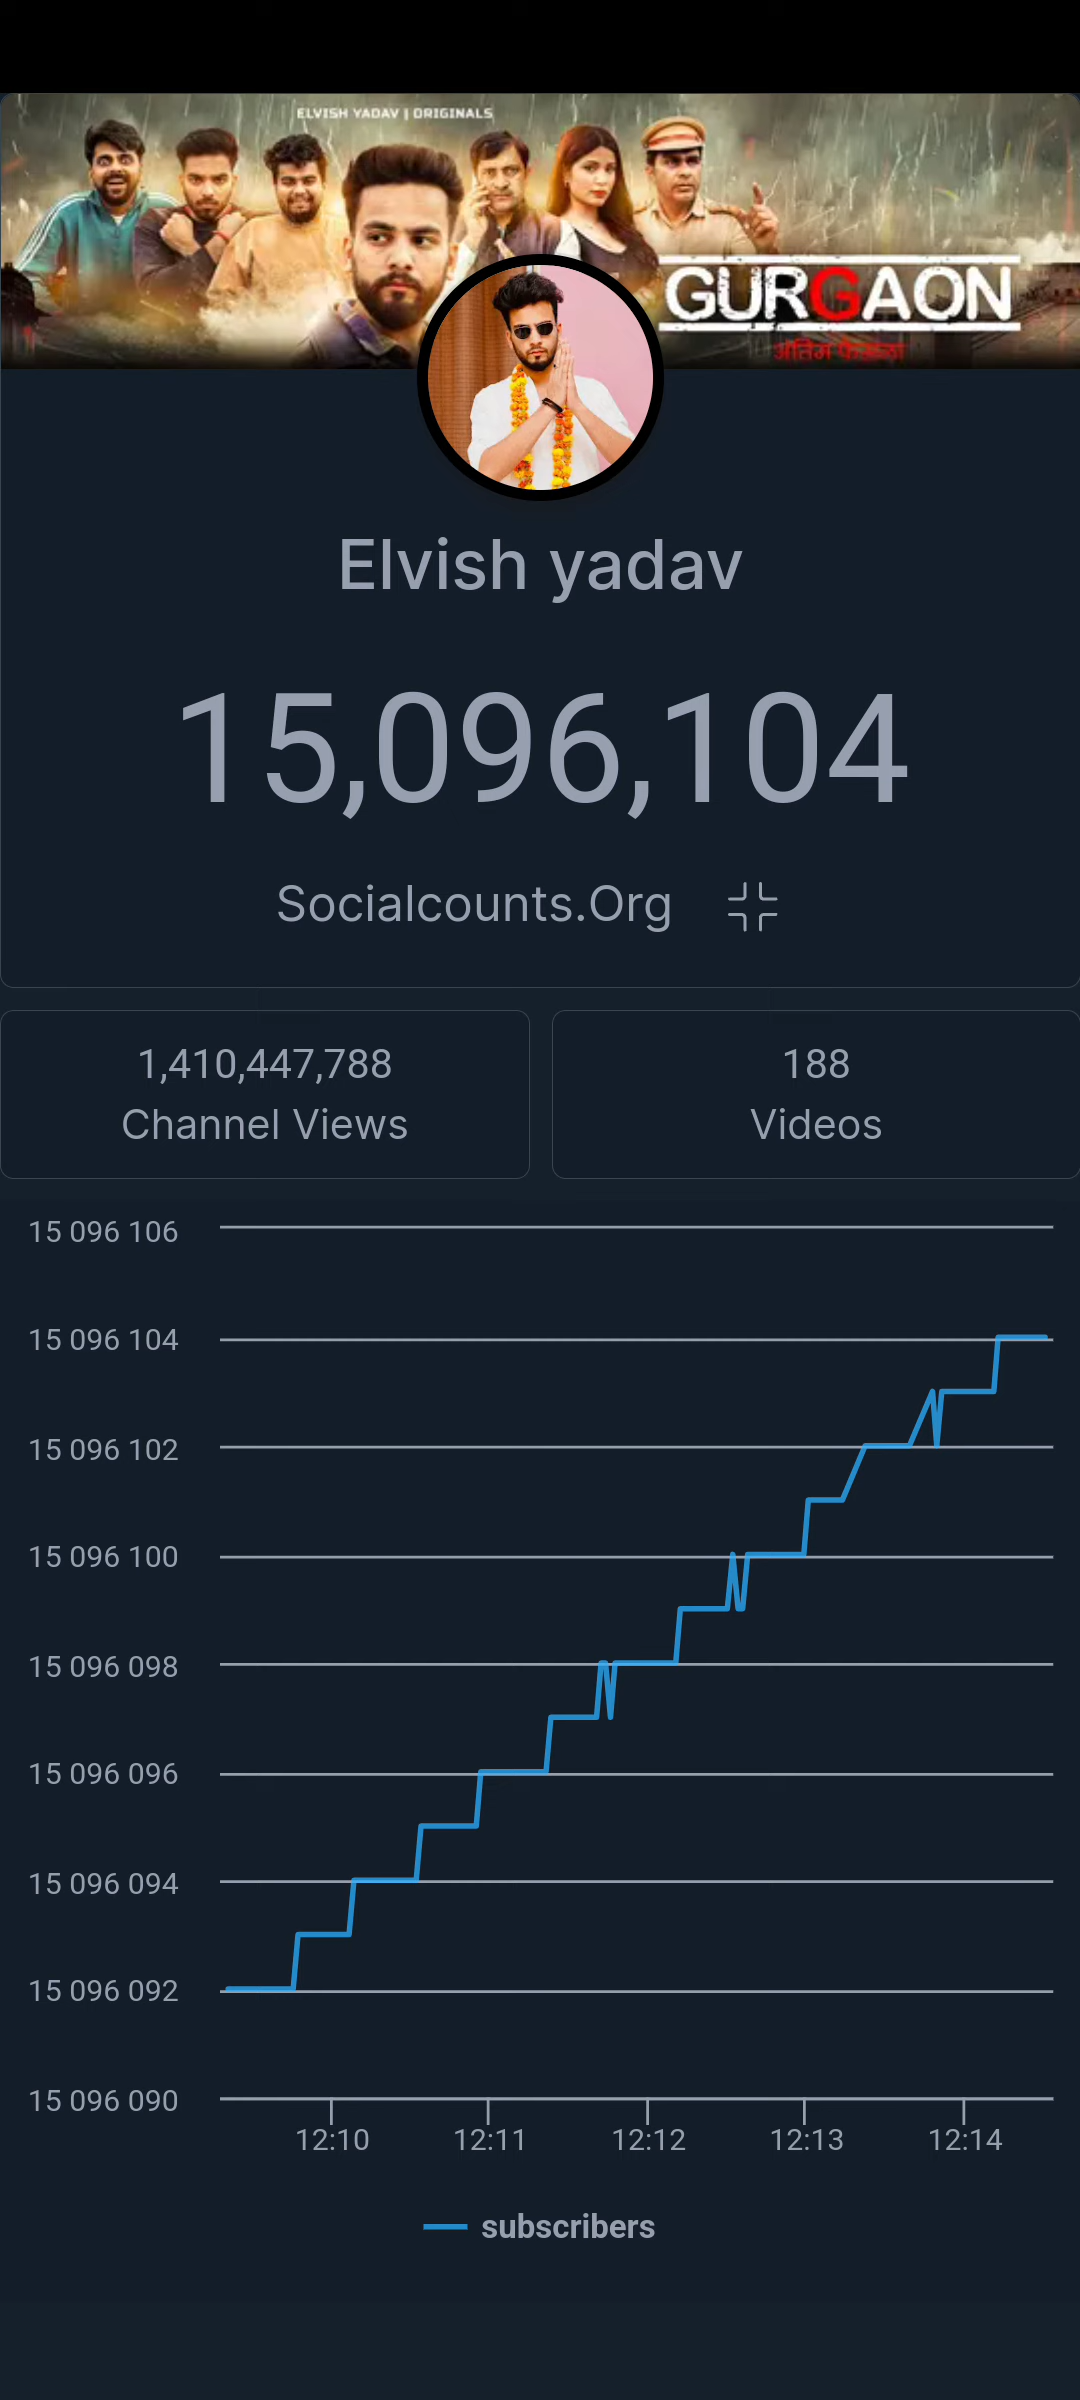 ELVISH YADAV | ORIGINALS
GURGAON
अंतिम फैसला
Elvish yadav
15,096,104
Socialcounts.Org
1,410,447,788
Channel Views
188
Videos
15 096 106
15 096 104
15 096 102
15 096 100
15 096 098
15 096 096
15 096 094
15 096 092
15 096 090
12:10 12:11 12:12 12:13 12:14
subscribers